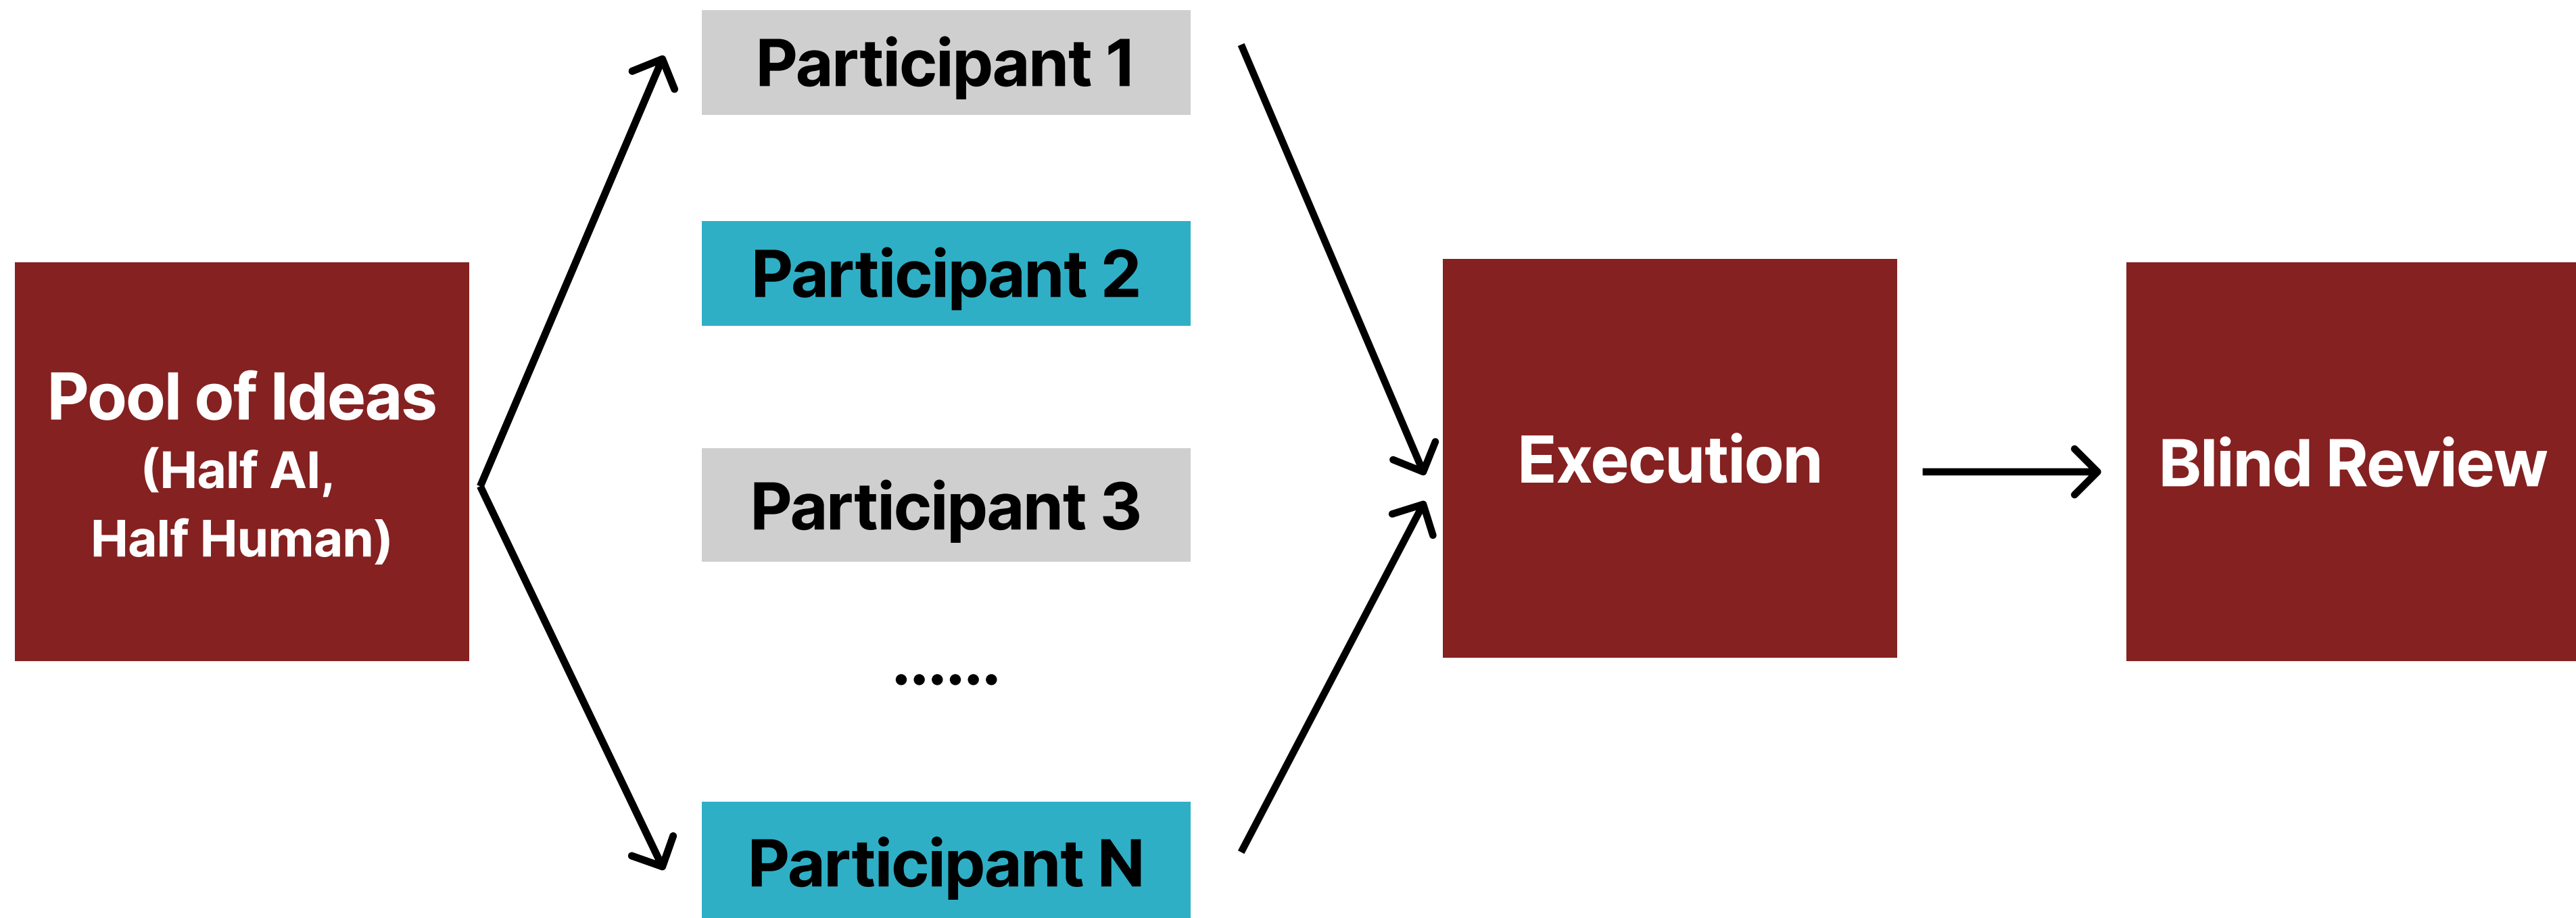 Pool of Ideas
(Half AI,
Half Human)
Participant 1
Participant 2
Participant 3
......
Participant N
Execution
Blind Review